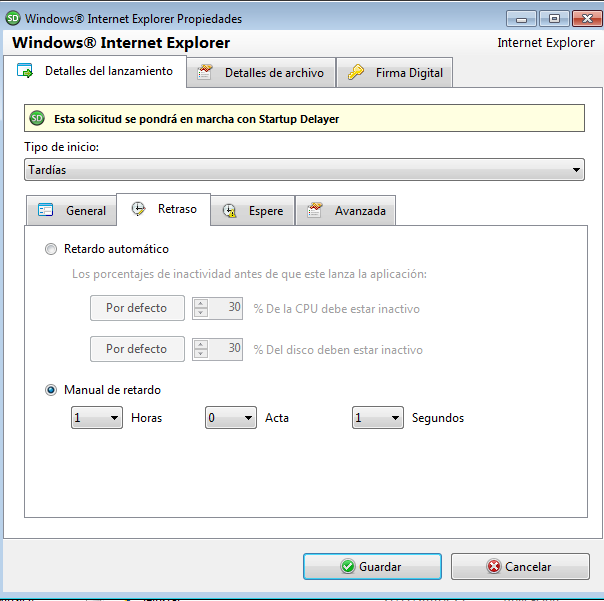 SD Windows® Internet Explorer Propiedades
Windows® Internet Explorer Internet Explorer
Detalles del lanzamiento Detalles de archivo Firma Digital
SD Esta solicitud se pondrá en marcha con Startup Delayer
Tipo de inicio:
Tardías
General Retraso Espere Avanzada
Retardo automático
Los porcentajes de inactividad antes de que este lanza la aplicación:
Por defecto 30 % De la CPU debe estar inactivo
Por defecto 30 % Del disco deben estar inactivo
Manual de retardo
1 Horas 0 Acta 1 Segundos
Guardar Cancelar